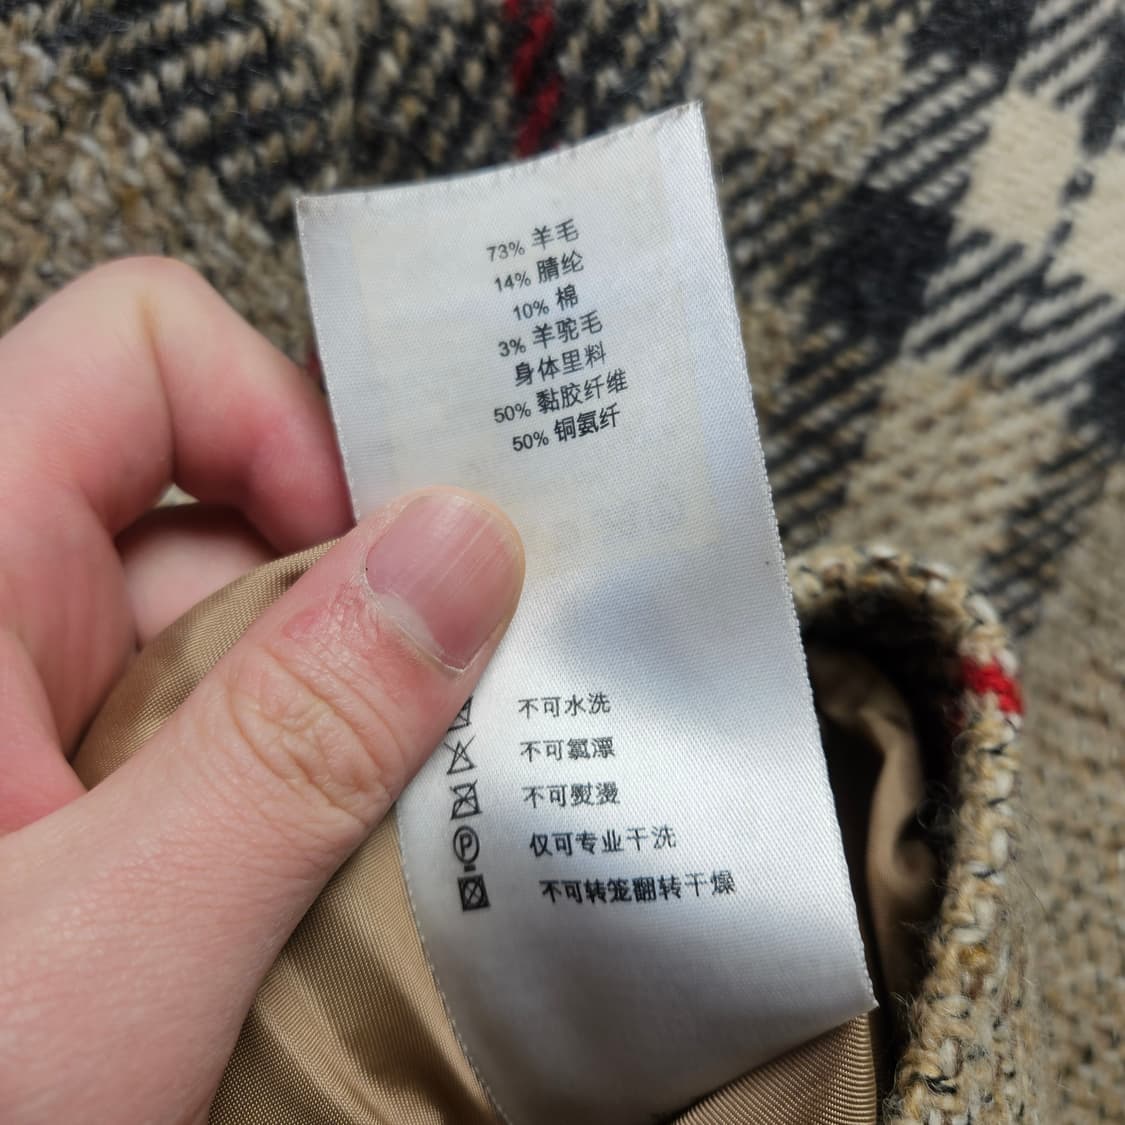 73% 羊毛
14% 腈纶
10% 棉
3% 羊驼毛
身体里料
50% 黏胶纤维
50% 铜氨纤
不可水洗
不可氯漂
不可熨烫
P 仅可专业干洗
不可转笼翻转干燥